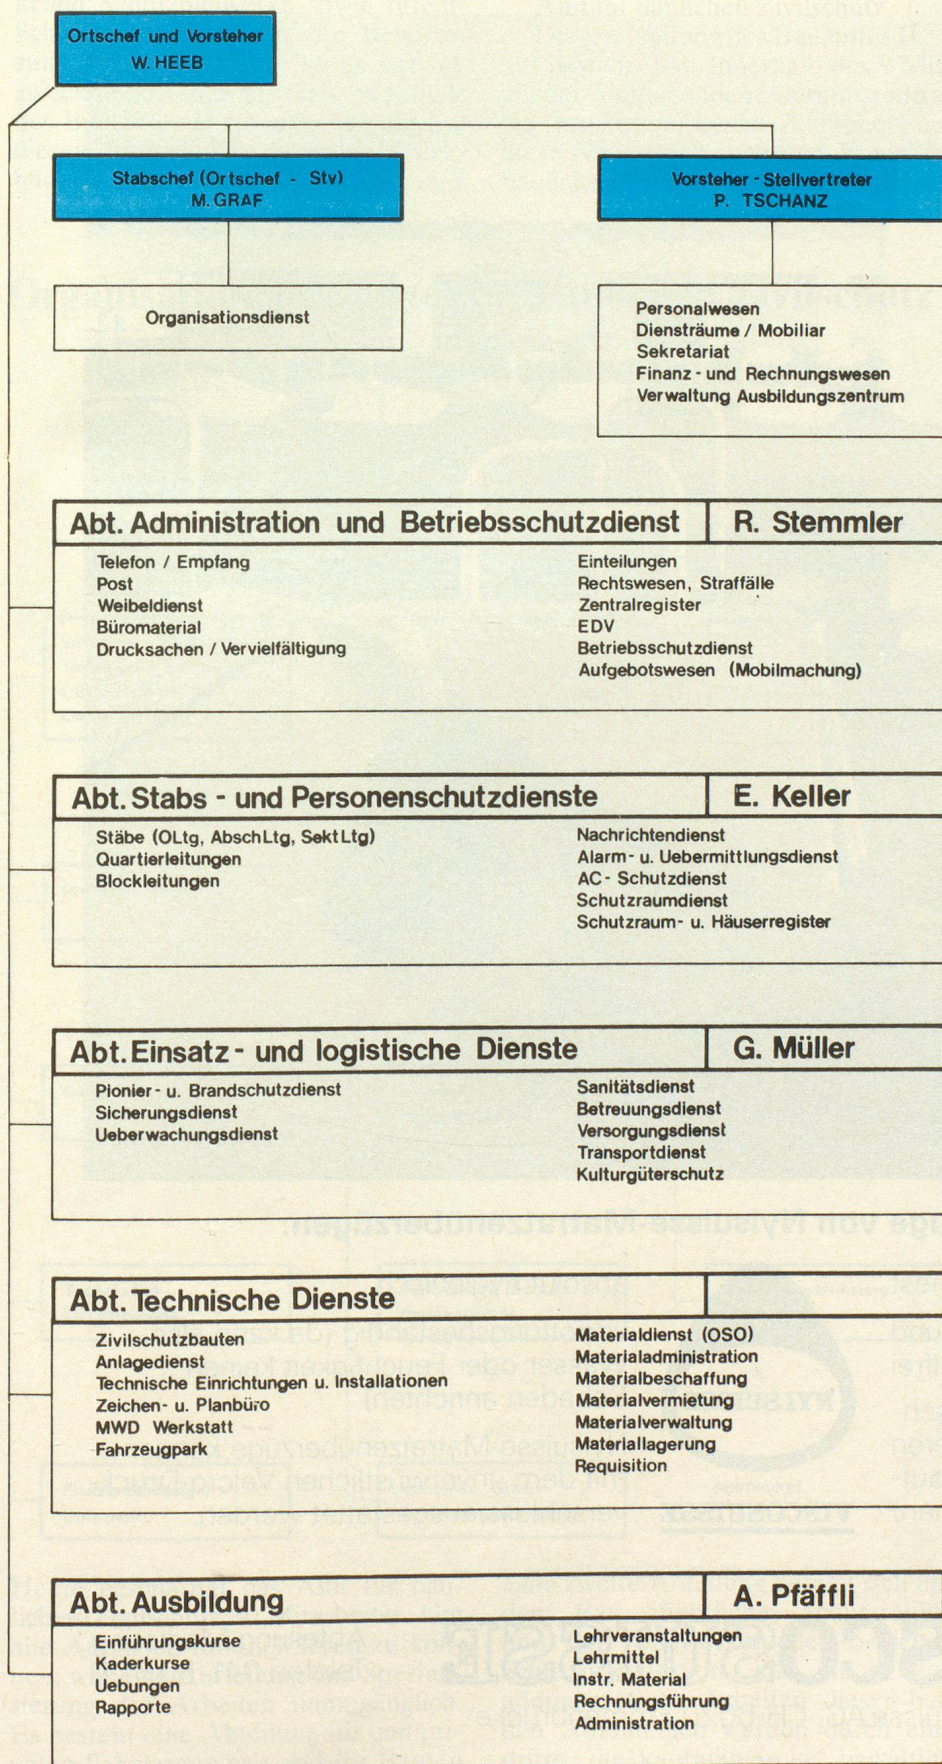 Ortschef und Vorsteher
W. HEEB
Stabschef (Ortschef - Stv)
M. GRAF
Vorsteher - Stellvertreter
P. TSCHANZ
Organisationsdienst
Personalwesen
Diensträume / Mobiliar
Sekretariat
Finanz - und Rechnungswesen
Verwaltung Ausbildungszentrum
Abt. Administration und Betriebsschutzdienst
R. Stemmler
Telefon / Empfang
Post
Weibeldienst
Büromaterial
Drucksachen / Vervielfältigung
Einteilungen
Rechtswesen, Straffälle
Zentralregister
EDV
Betriebsschutzdienst
Aufgebotswesen (Mobilmachung)
Abt. Stabs - und Personenschutzdienste
E. Keller
Stäbe (OLtg, AbschLtg, SektLtg)
Quartierleitungen
Blockleitungen
Nachrichtendienst
Alarm- u. Uebermittlungsdienst
AC - Schutzdienst
Schutzraumdienst
Schutzraum- u. Häuserregister
Abt. Einsatz - und logistische Dienste
G. Müller
Pionier - u. Brandschutzdienst
Sicherungsdienst
Ueberwachungsdienst
Sanitätsdienst
Betreuungsdienst
Versorgungsdienst
Transportdienst
Kulturgüterschutz
Abt. Technische Dienste
Zivilschutzbauten
Anlagedienst
Technische Einrichtungen u. Installationen
Zeichen- u. Planbüro
MWD Werkstatt
Fahrzeugpark
Materialdienst (OSO)
Materialadministration
Materialbeschaffung
Materialvermietung
Materialverwaltung
Materiallagerung
Requisition
Abt. Ausbildung
A. Pfäffli
Einführungskurse
Kaderkurse
Uebungen
Rapporte
Lehrveranstaltungen
Lehrmittel
Instr. Material
Rechnungsführung
Administration